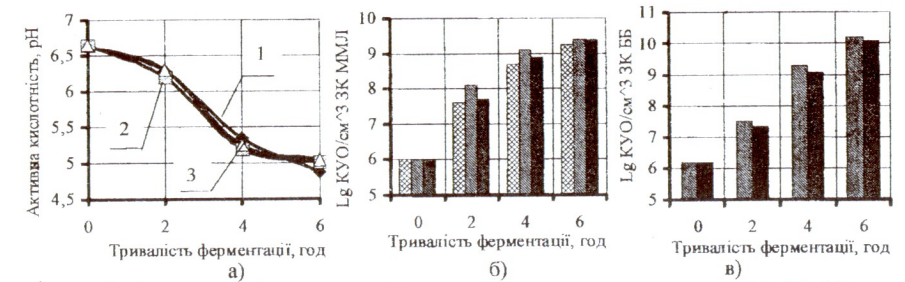 Активна кислотність, pH
7
6,5
6
5,5
5
4,5
0 2 4 6
1
2
3
Тривалість ферментації, год
а)
Lg КУО/см^3 ЗК ММЛ
10
9
8
7
6
5
0 2 4 6
Тривалість ферментації, год
б)
Lg КУО/см^3 ЗК ББ
11
10
9
8
7
6
5
0 2 4 6
Тривалість ферментації, год
в)